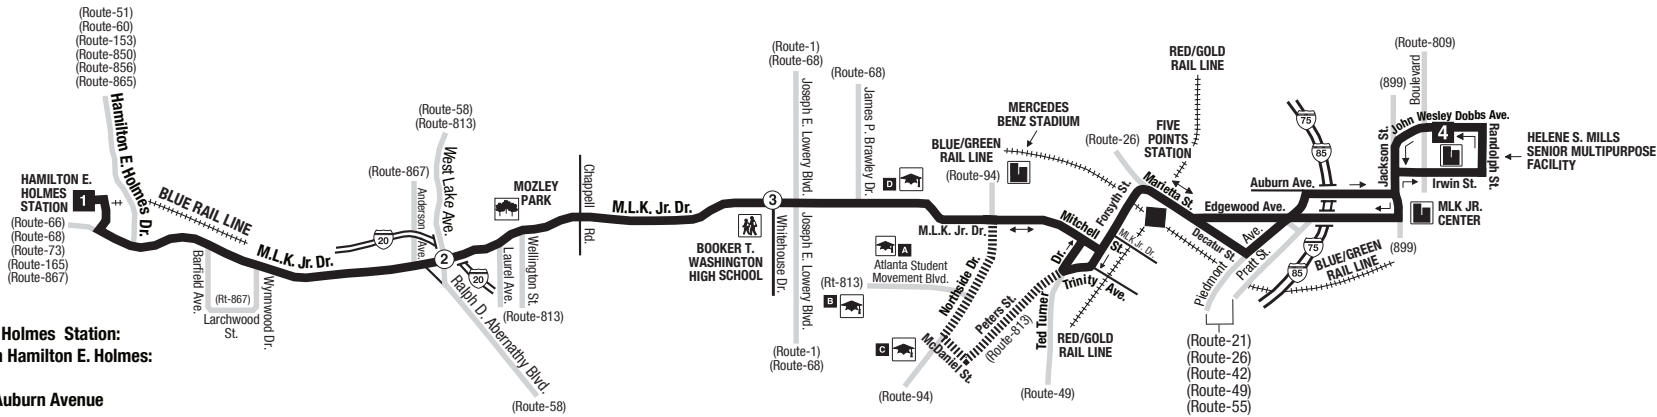 (Route-51)
(Route-60)
(Route-153)
(Route-850)
(Route-856)
(Route-865)
Hamilton E. Holmes Dr.
HAMILTON E.
HOLMES
STATION
1
(Route-66)
(Route-68)
(Route-73)
(Route-165)
(Route-867)
BLUE RAIL LINE
M.L.K. Jr. Dr.
Barfield Ave.
(Rt-867)
Larchwood
St.
Wynnwood Dr.
20
(Route-58)
(Route-813)
(Route-867)
Anderson Ave.
West Lake Ave.
2
20
Ralph D. Abernathy Blvd.
(Route-58)
MOZLEY
PARK
Laurel Ave.
Wellington St.
(Route-813)
Chappell
Rd.
M.L.K. Jr. Dr.
(Route-1)
(Route-68)
Joseph E. Lowery Blvd.
3
BOOKER T.
WASHINGTON
HIGH SCHOOL
Whitehouse Dr.
Joseph E. Lowery Blvd.
(Route-1)
(Route-68)
(Route-68)
James P. Brawley Dr.
D
A
Atlanta Student
Movement Blvd.
(Rt-813)
B
C
(Route-94)
MERCEDES
BENZ STADIUM
BLUE/GREEN
RAIL LINE
(Route-94)
M.L.K. Jr. Dr.
Northside Dr.
McDaniel St.
Peters St.
(Route-813)
Mitchell
St.
Forsyth St.
MLK Jr. Dr.
Ted Turner
Dr.
Trinity Ave.
(Route-49)
RED/GOLD
RAIL LINE
(Route-26)
FIVE
POINTS
STATION
RED/GOLD
RAIL LINE
Marietta St.
Decatur St.
Auburn Ave.
Edgewood Ave.
Piedmont
Ave.
Pratt St.
(Route-21)
(Route-26)
(Route-42)
(Route-49)
(Route-55)
75
85
75
85
BLUE/GREEN
RAIL LINE
(Route-809)
(899)
Boulevard
Jackson St.
John Wesley Dobbs Ave.
4
Randolph St.
Irwin St.
HELENE S. MILLS
SENIOR MULTIPURPOSE
FACILITY
MLK JR.
CENTER
(899)
Holmes Station:
Hamilton E. Holmes:
Auburn Avenue